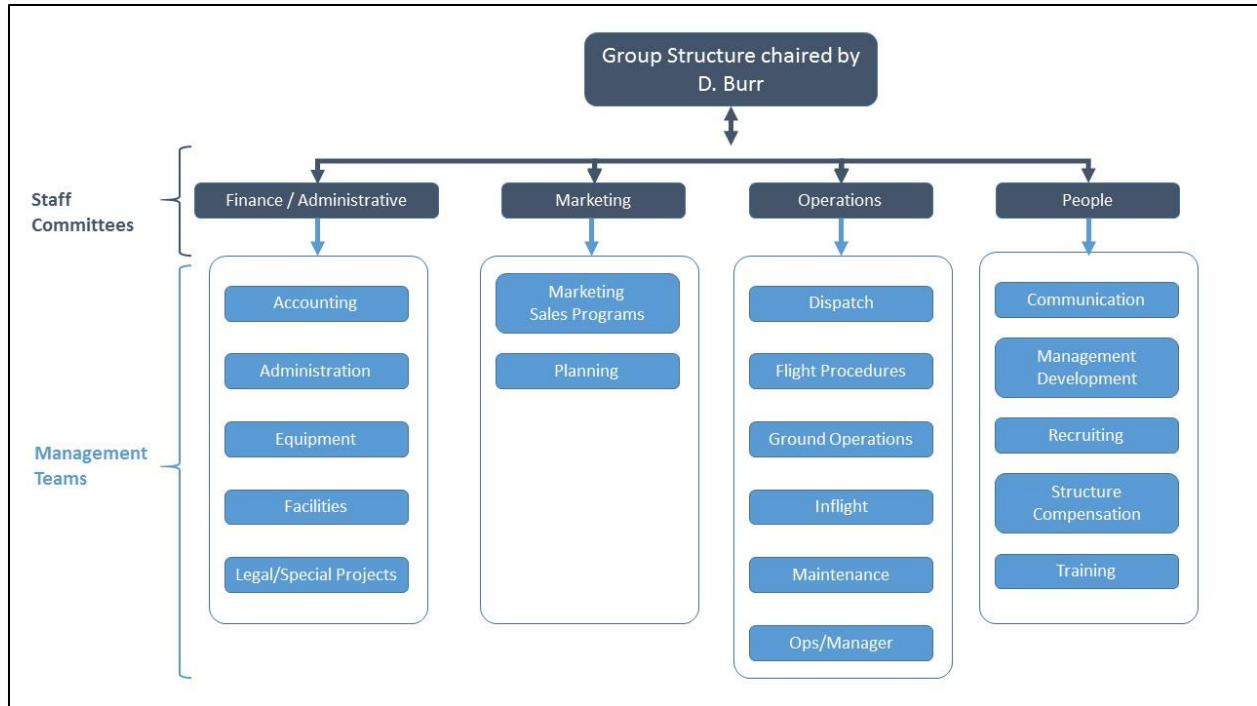 Group Structure chaired by
D. Burr
Staff
Committees
Finance / Administrative
Marketing
Operations
People
Management
Teams
Accounting
Administration
Equipment
Facilities
Legal/Special Projects
Marketing
Sales Programs
Planning
Dispatch
Flight Procedures
Ground Operations
Inflight
Maintenance
Ops/Manager
Communication
Management
Development
Recruiting
Structure
Compensation
Training